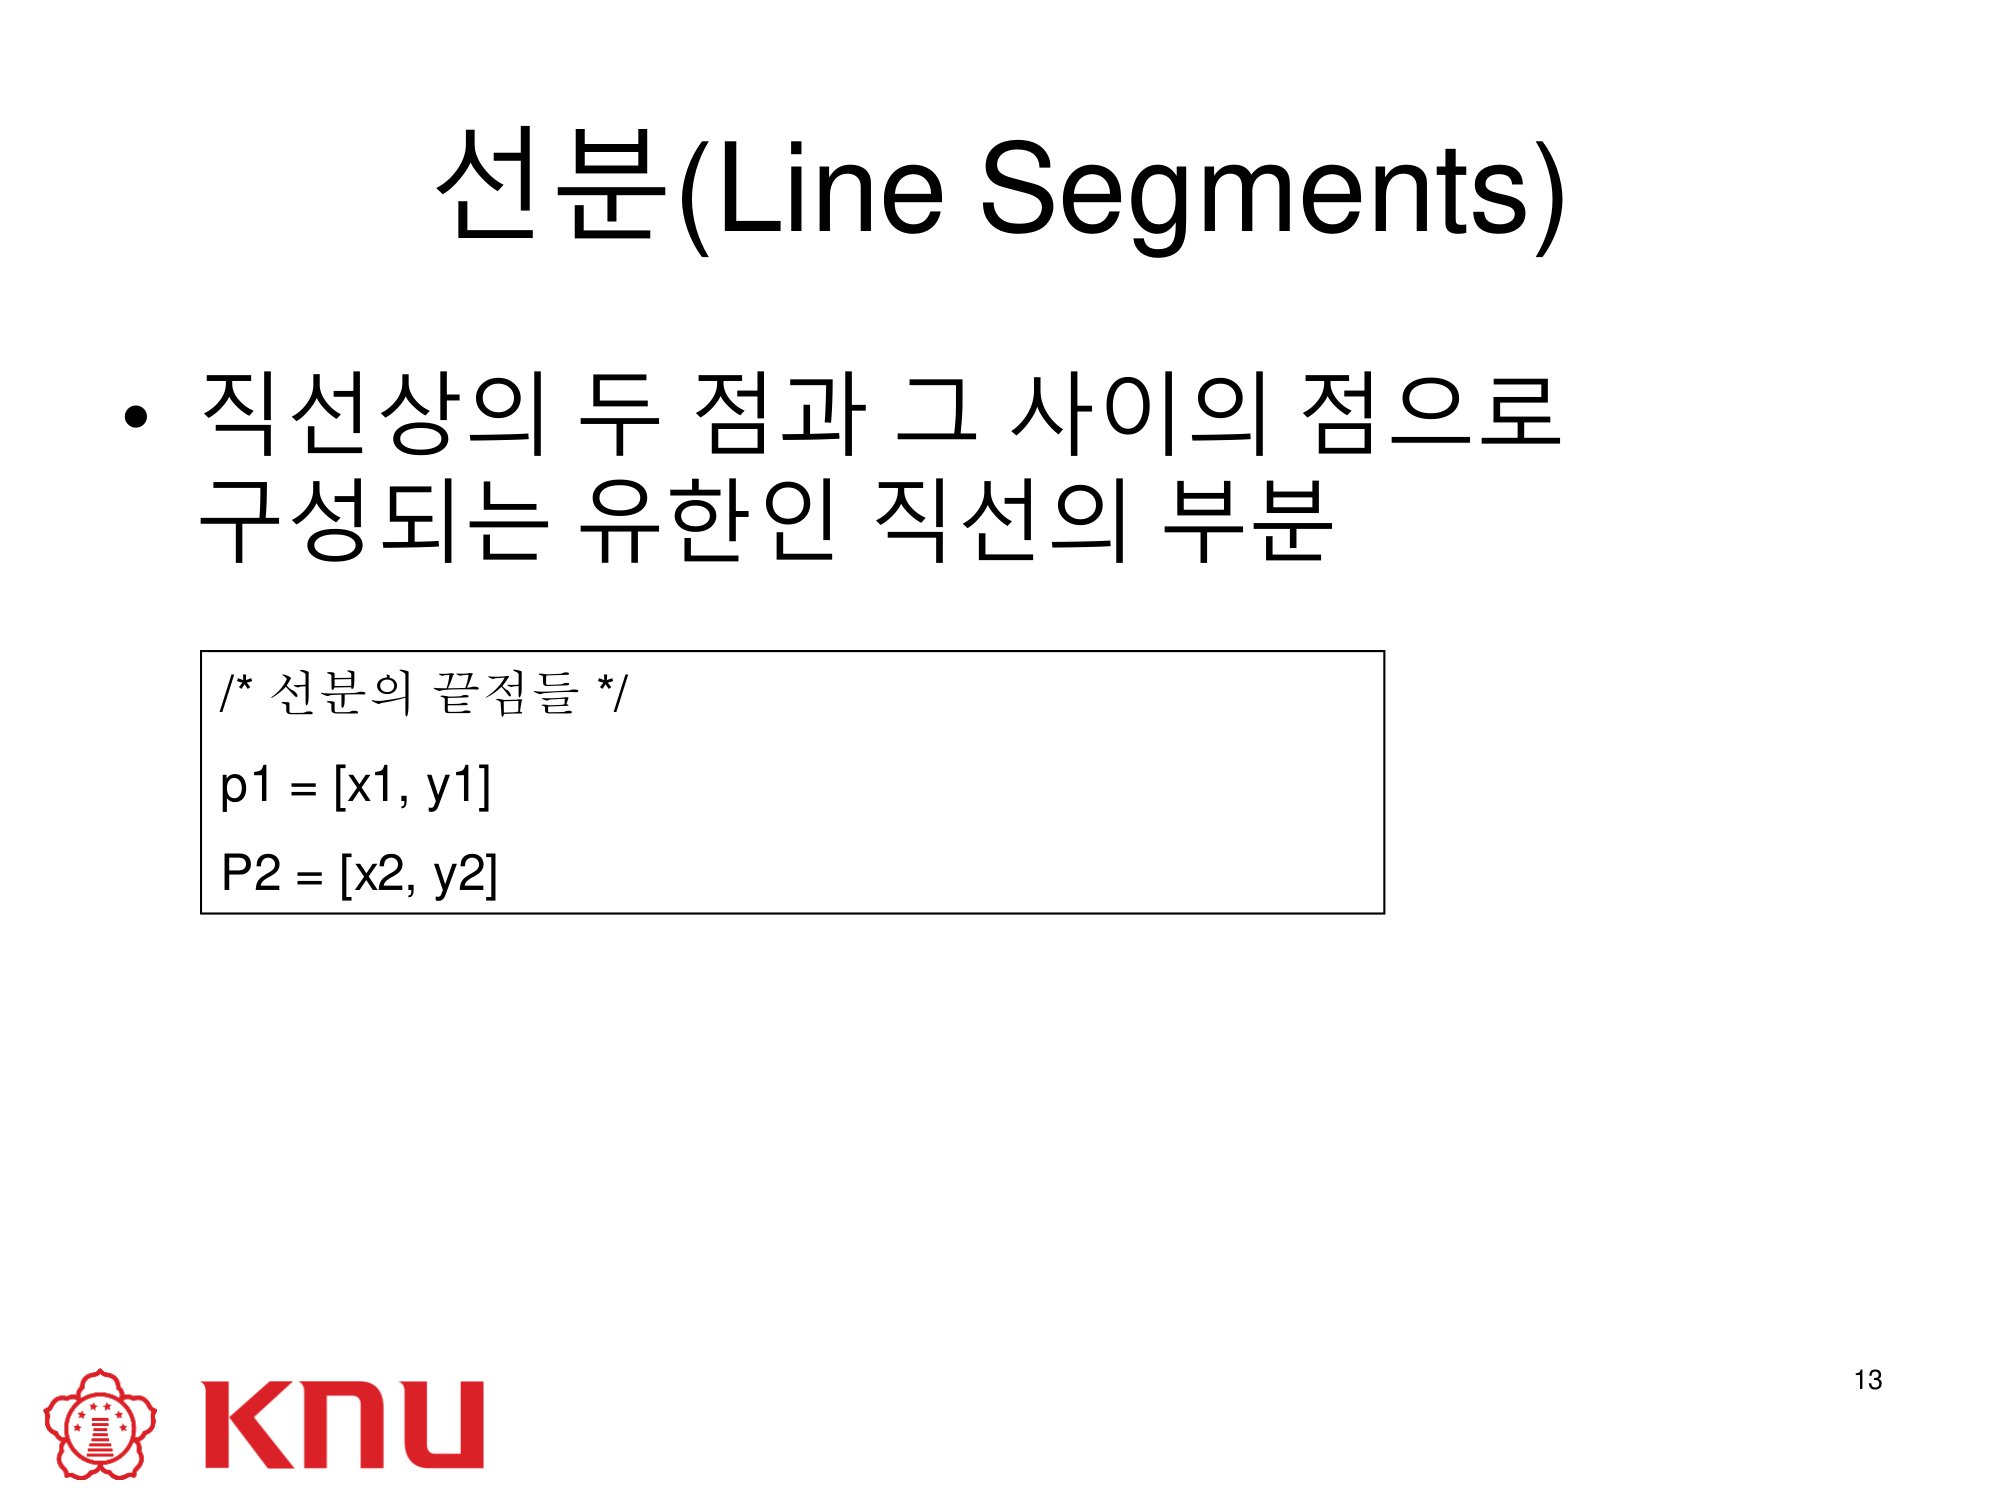 선분(Line Segments)
• 직선상의 두 점과 그 사이의 점으로
구성되는 유한인 직선의 부분
/* 선분의 끝점들 */
p1 = [x1, y1]
P2 = [x2, y2]
13
KNU